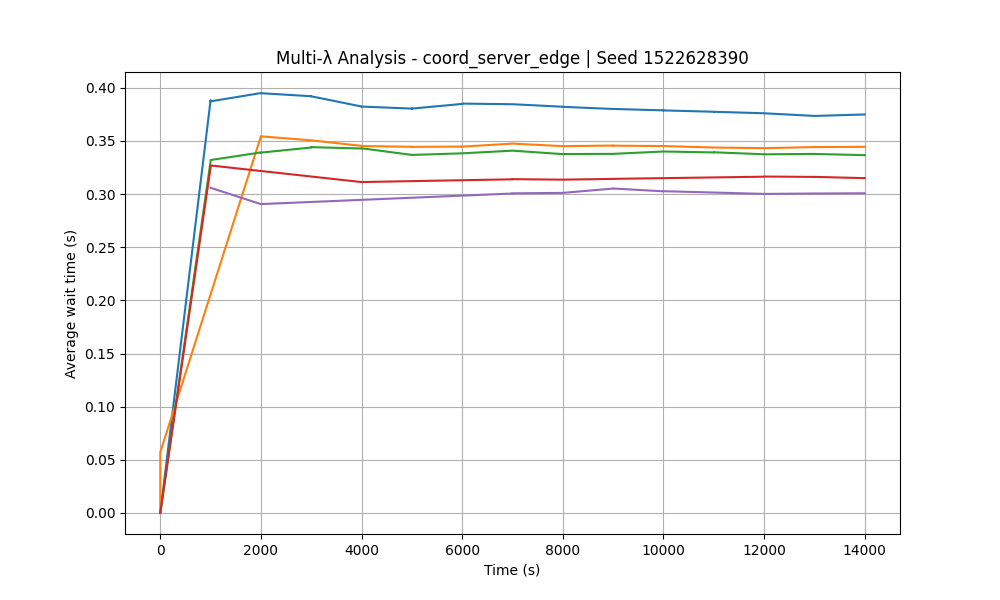 Multi-λ Analysis - coord_server_edge | Seed 1522628390
Average wait time (s)
0.40
0.35
0.30
0.25
0.20
0.15
0.10
0.05
0.00
0 2000 4000 6000 8000 10000 12000 14000
Time (s)